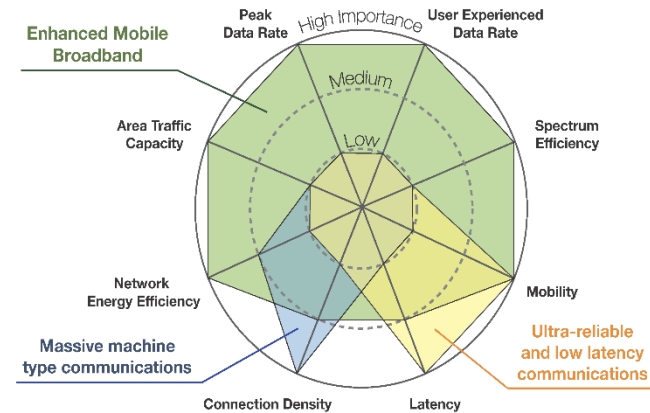 Peak
Data Rate
High Importance
User Experienced
Data Rate
Enhanced Mobile
Broadband
Medium
Area Traffic
Capacity
Low
Spectrum
Efficiency
Network
Energy Efficiency
Mobility
Massive machine
type communications
Ultra-reliable
and low latency
communications
Connection Density
Latency